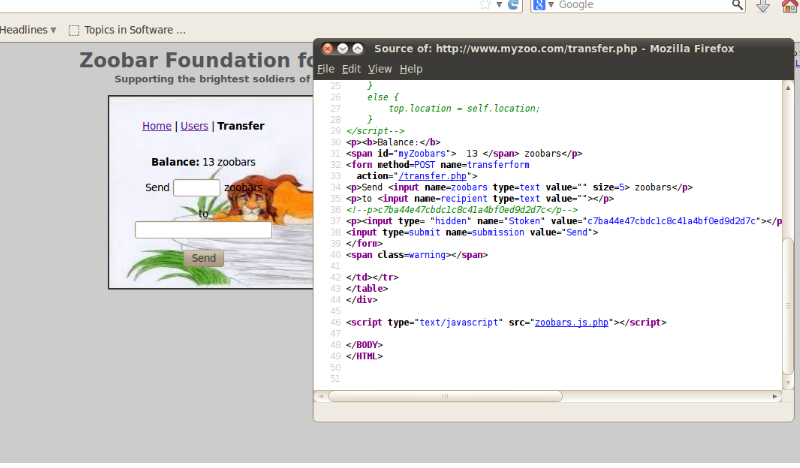 Google
Headlines
Topics in Software ...
Zoobar Foundation fo
Supporting the brightest soldiers of
Home | Users | Transfer
Balance: 13 zoobars
Send zoobars
to
Send
Source of: http://www.myzoo.com/transfer.php - Mozilla Firefox
File Edit View Help
25 }
26 else {
27 top.location = self.location;
28 }
29 </script-->
30 <p><b>Balance:</b>
31 <span id="myZoobars"> 13 </span> zoobars</p>
32 <form method=POST name=transferform
33 action="/transfer.php">
34 <p>Send <input name=zoobars type=text value="" size=5> zoobars</p>
35 <p>to <input name=recipient type=text value=""></p>
36 <!--p>c7ba44e47cbdc1c8c41a4bf0ed9d2d7c</p-->
37 <p><input type= "hidden" name="Stoken" value="c7ba44e47cbdc1c8c41a4bf0ed9d2d7c"></p
38 <input type=submit name=submission value="Send">
39 </form>
40 <span class=warning></span>
41
42 </td></tr>
43 </table>
44 </div>
45
46 <script type="text/javascript" src="zoobars.js.php"></script>
47
48 </BODY>
49 </HTML>
50
51